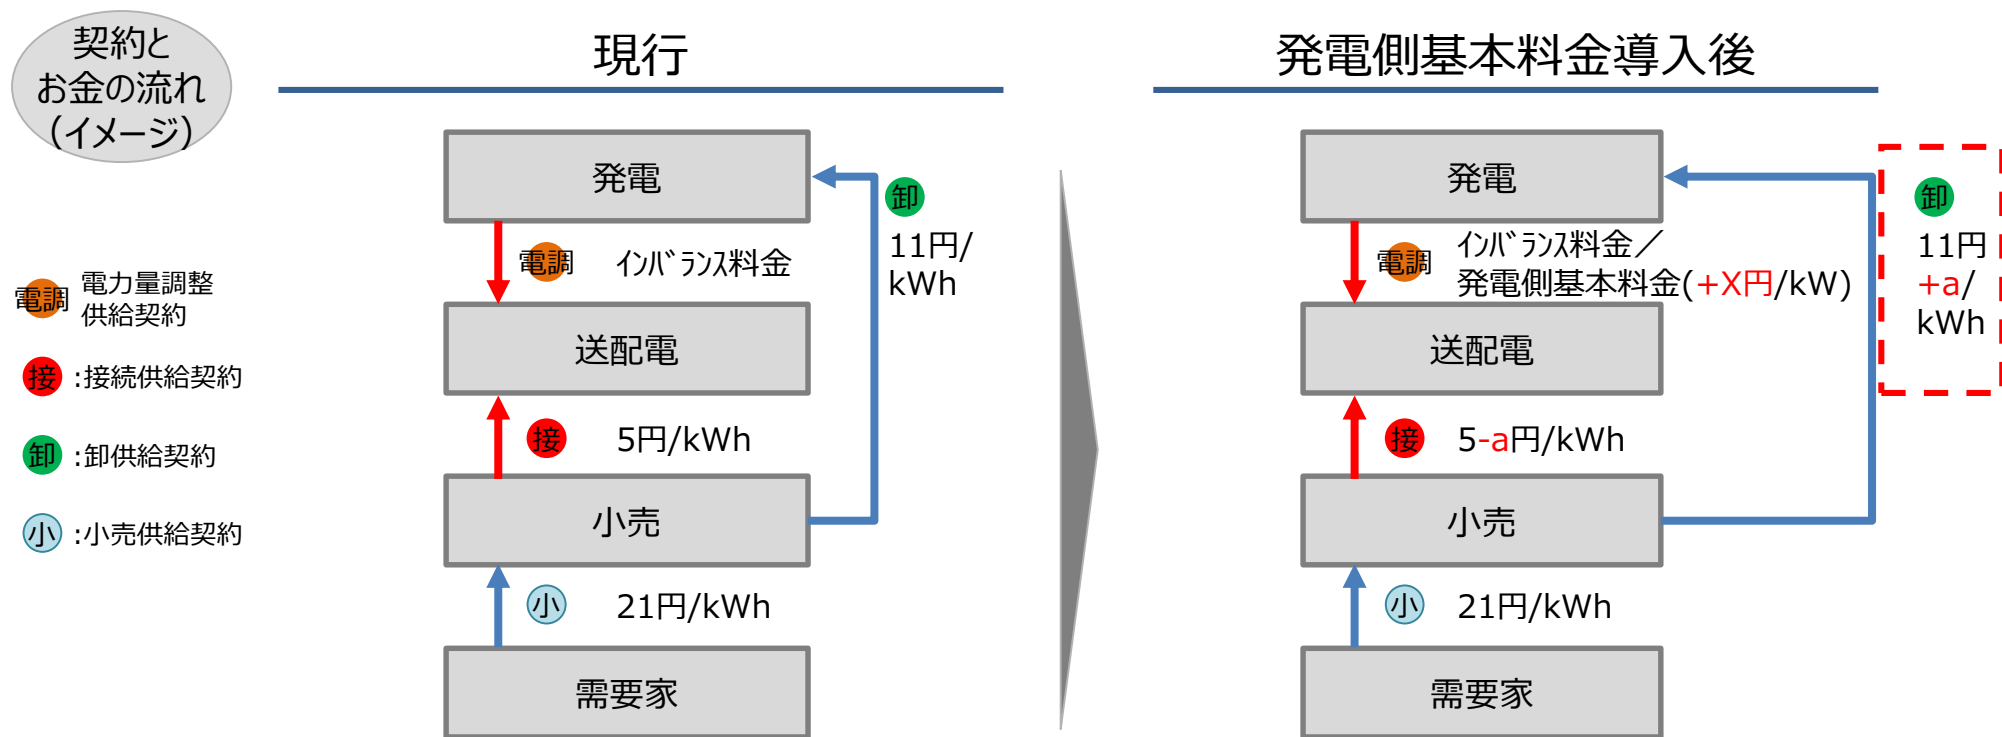 契約と
お金の流れ
（イメージ）
電調
電力量調整
供給契約
接
:接続供給契約
卸
:卸供給契約
小
:小売供給契約
現行
発電
電調
インバランス料金
卸
11円/
kWh
送配電
接
5円/kWh
小売
小
21円/kWh
需要家
発電側基本料金導入後
発電
電調
インバランス料金／
発電側基本料金(+X円/kW)
卸
11円
+a/
kWh
送配電
接
5-a円/kWh
小売
小
21円/kWh
需要家